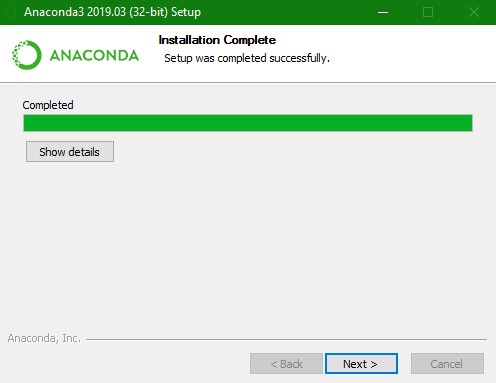 Anaconda3 2019.03 (32-bit) Setup
ANACONDA
Installation Complete
Setup was completed successfully.
Completed
Show details
Anaconda, Inc.
< Back
Next >
Cancel